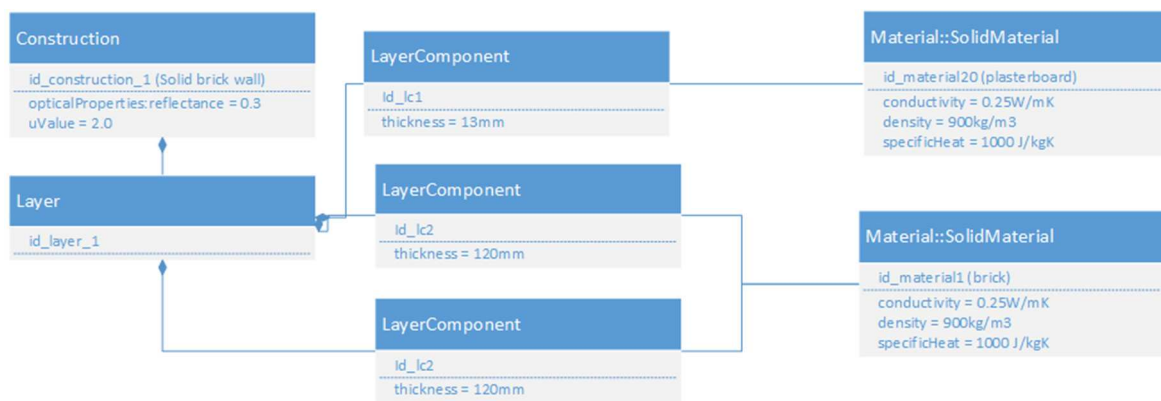 Construction
id_construction_1 (Solid brick wall)
opticalProperties:reflectance = 0.3
uValue = 2.0
Layer
id_layer_1
LayerComponent
Id_lc1
thickness = 13mm
LayerComponent
Id_lc2
thickness = 120mm
LayerComponent
Id_lc2
thickness = 120mm
Material::SolidMaterial
id_material20 (plasterboard)
conductivity = 0.25W/mK
density = 900kg/m3
specificHeat = 1000 J/kgK
Material::SolidMaterial
id_material1 (brick)
conductivity = 0.25W/mK
density = 900kg/m3
specificHeat = 1000 J/kgK